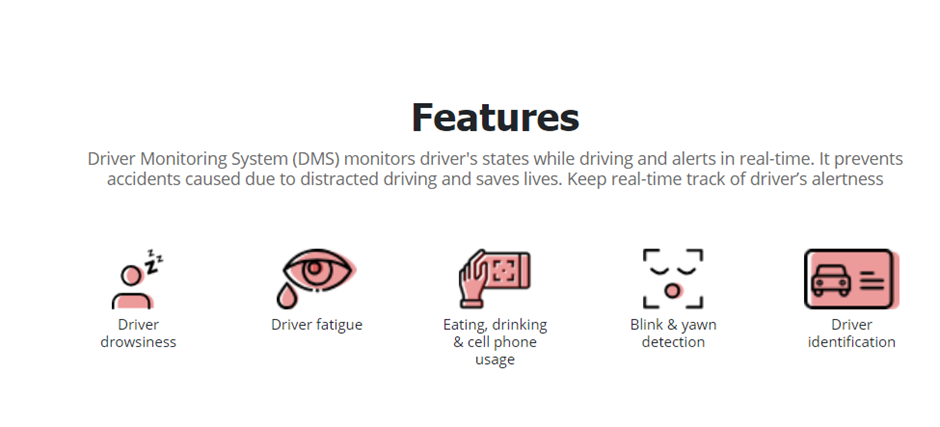 Features
Driver Monitoring System (DMS) monitors driver's states while driving and alerts in real-time. It prevents
accidents caused due to distracted driving and saves lives. Keep real-time track of driver’s alertness
z z z
Driver
drowsiness
Driver fatigue
Eating, drinking
& cell phone
usage
Blink & yawn
detection
Driver
identification